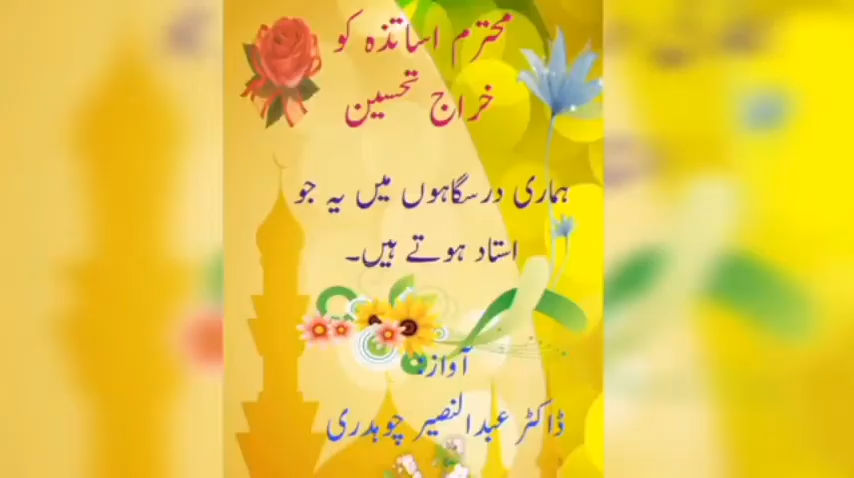 محترم اساتذہ کو
خراج تحسین
ہماری درسگاہوں میں یہ جو
استاد ہوتے ہیں۔
آواز:
ڈاکٹر عبدالنصیر چوہدری